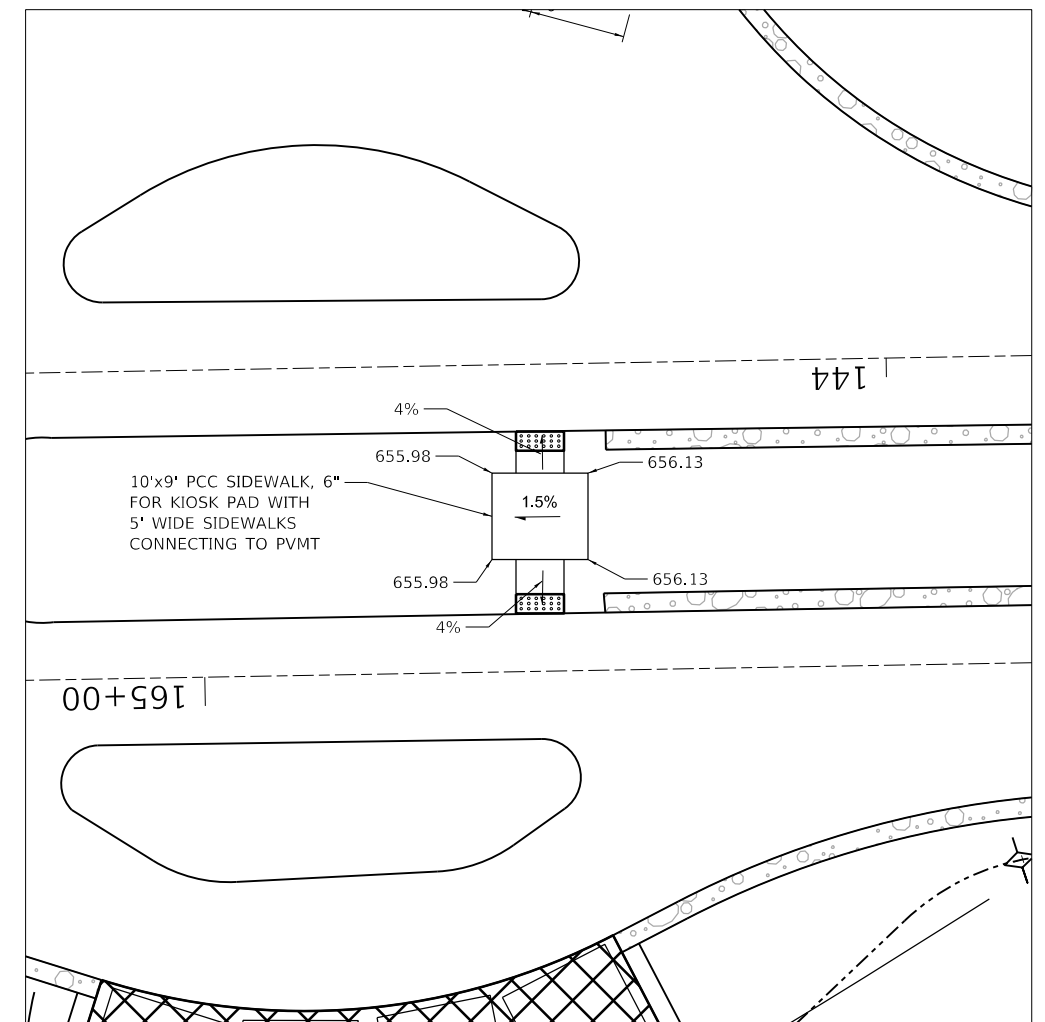 144
4%
655.98
656.13
10'x9' PCC SIDEWALK, 6"
FOR KIOSK PAD WITH
5' WIDE SIDEWALKS
CONNECTING TO PVMT
1.5%
655.98
656.13
4%
165+00